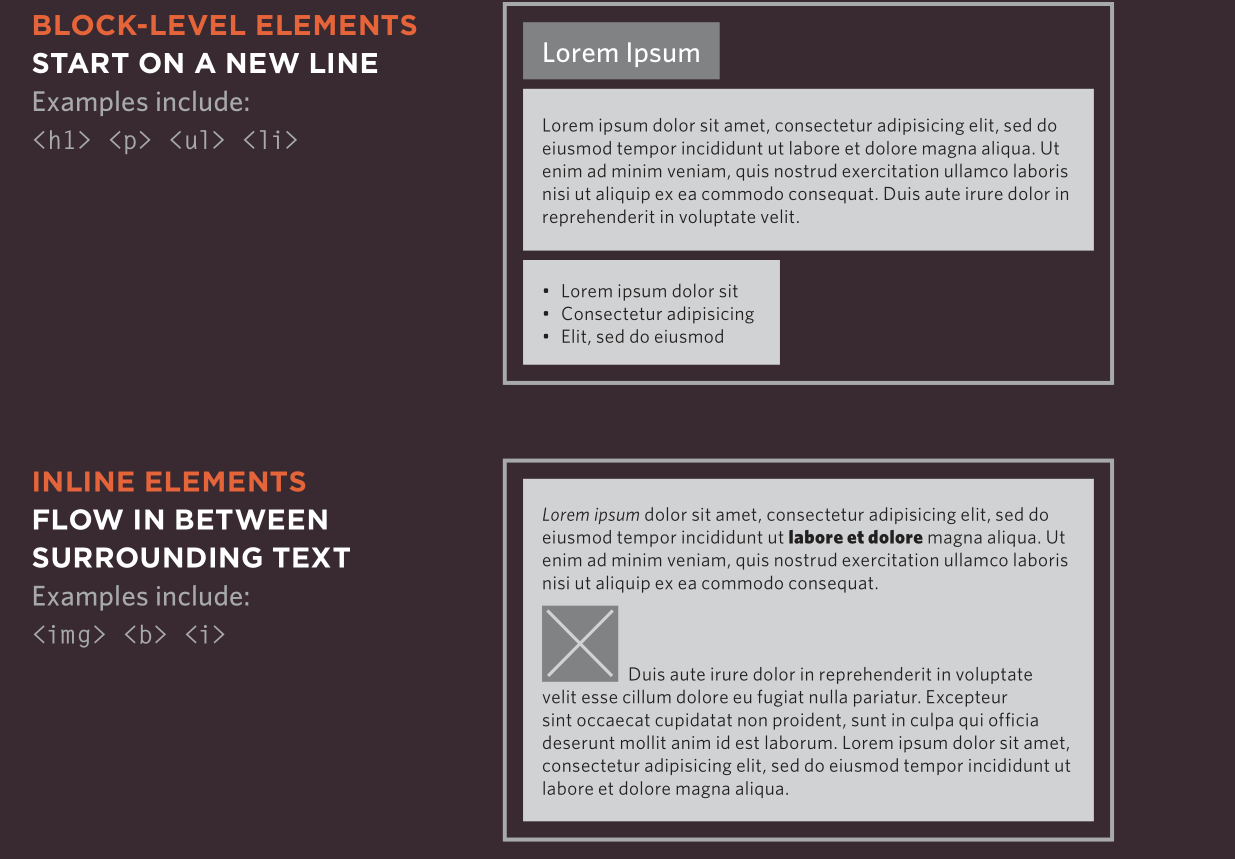 BLOCK-LEVEL ELEMENTS
START ON A NEW LINE
Examples include:
<h1> <p> <ul> <li>
Lorem Ipsum
Lorem ipsum dolor sit amet, consectetur adipisicing elit, sed do
eiusmod tempor incididunt ut labore et dolore magna aliqua. Ut
enim ad minim veniam, quis nostrud exercitation ullamco laboris
nisi ut aliquip ex ea commodo consequat. Duis aute irure dolor in
reprehenderit in voluptate velit.
• Lorem ipsum dolor sit
• Consectetur adipisicing
• Elit, sed do eiusmod
INLINE ELEMENTS
FLOW IN BETWEEN
SURROUNDING TEXT
Examples include:
<img> <b> <i>
Lorem ipsum dolor sit amet, consectetur adipisicing elit, sed do
eiusmod tempor incididunt ut labore et dolore magna aliqua. Ut
enim ad minim veniam, quis nostrud exercitation ullamco laboris
nisi ut aliquip ex ea commodo consequat.
Duis aute irure dolor in reprehenderit in voluptate
velit esse cillum dolore eu fugiat nulla pariatur. Excepteur
sint occaecat cupidatat non proident, sunt in culpa qui officia
deserunt mollit anim id est laborum. Lorem ipsum dolor sit amet,
consectetur adipisicing elit, sed do eiusmod tempor incididunt ut
labore et dolore magna aliqua.